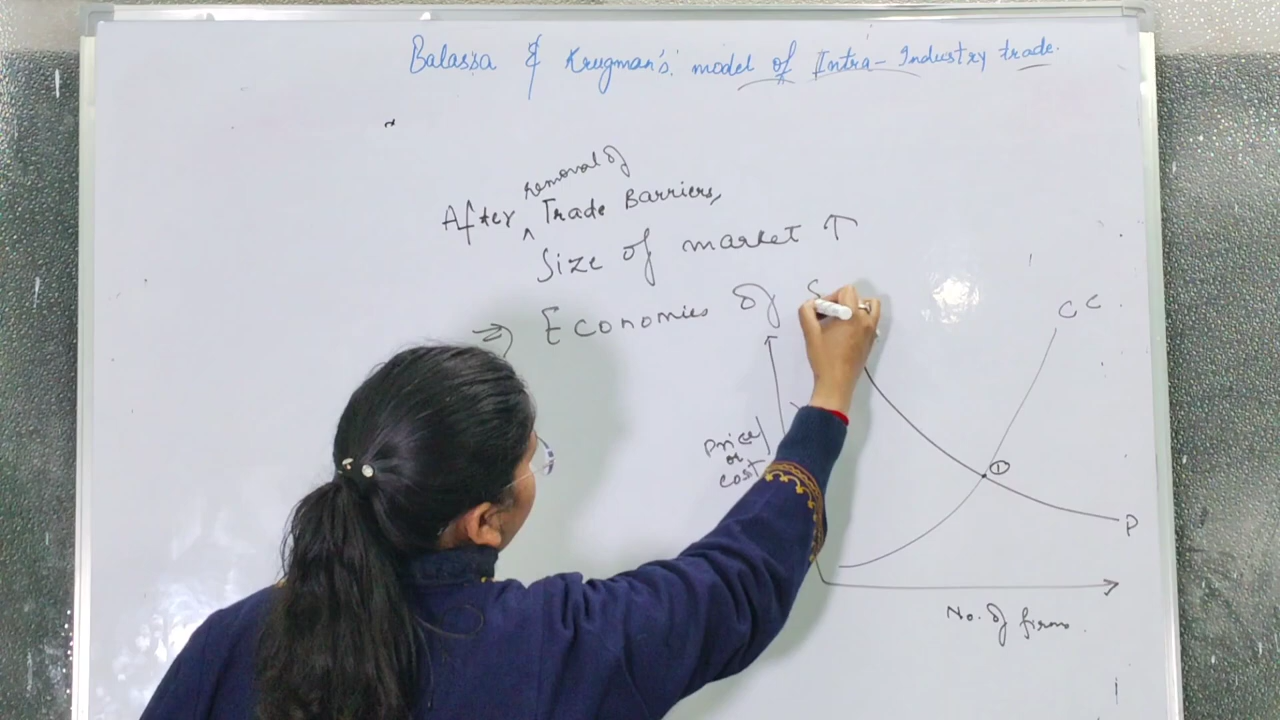 Balassa & Krugman's model of Intra-Industry trade.
removal of
After ^ Trade Barriers,
Size of market ↑
⇒ Economies of S
CC
Price/
or
cost
①
P
No. of firms.